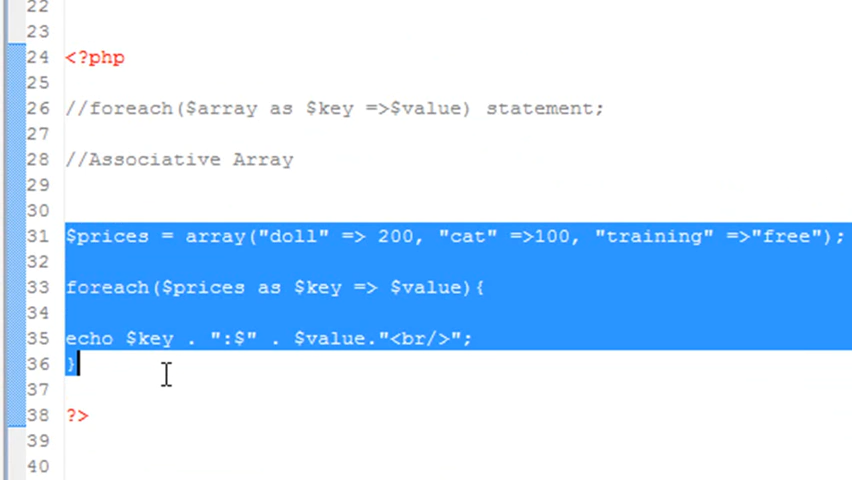 22
23
24 <?php
25
26 //foreach($array as $key =>$value) statement;
27
28 //Associative Array
29
30
31 $prices = array("doll" => 200, "cat" =>100, "training" =>"free");
32
33 foreach($prices as $key => $value){
34
35 echo $key . ":$" . $value."<br/>";
36 }
37
38 ?>
39
40